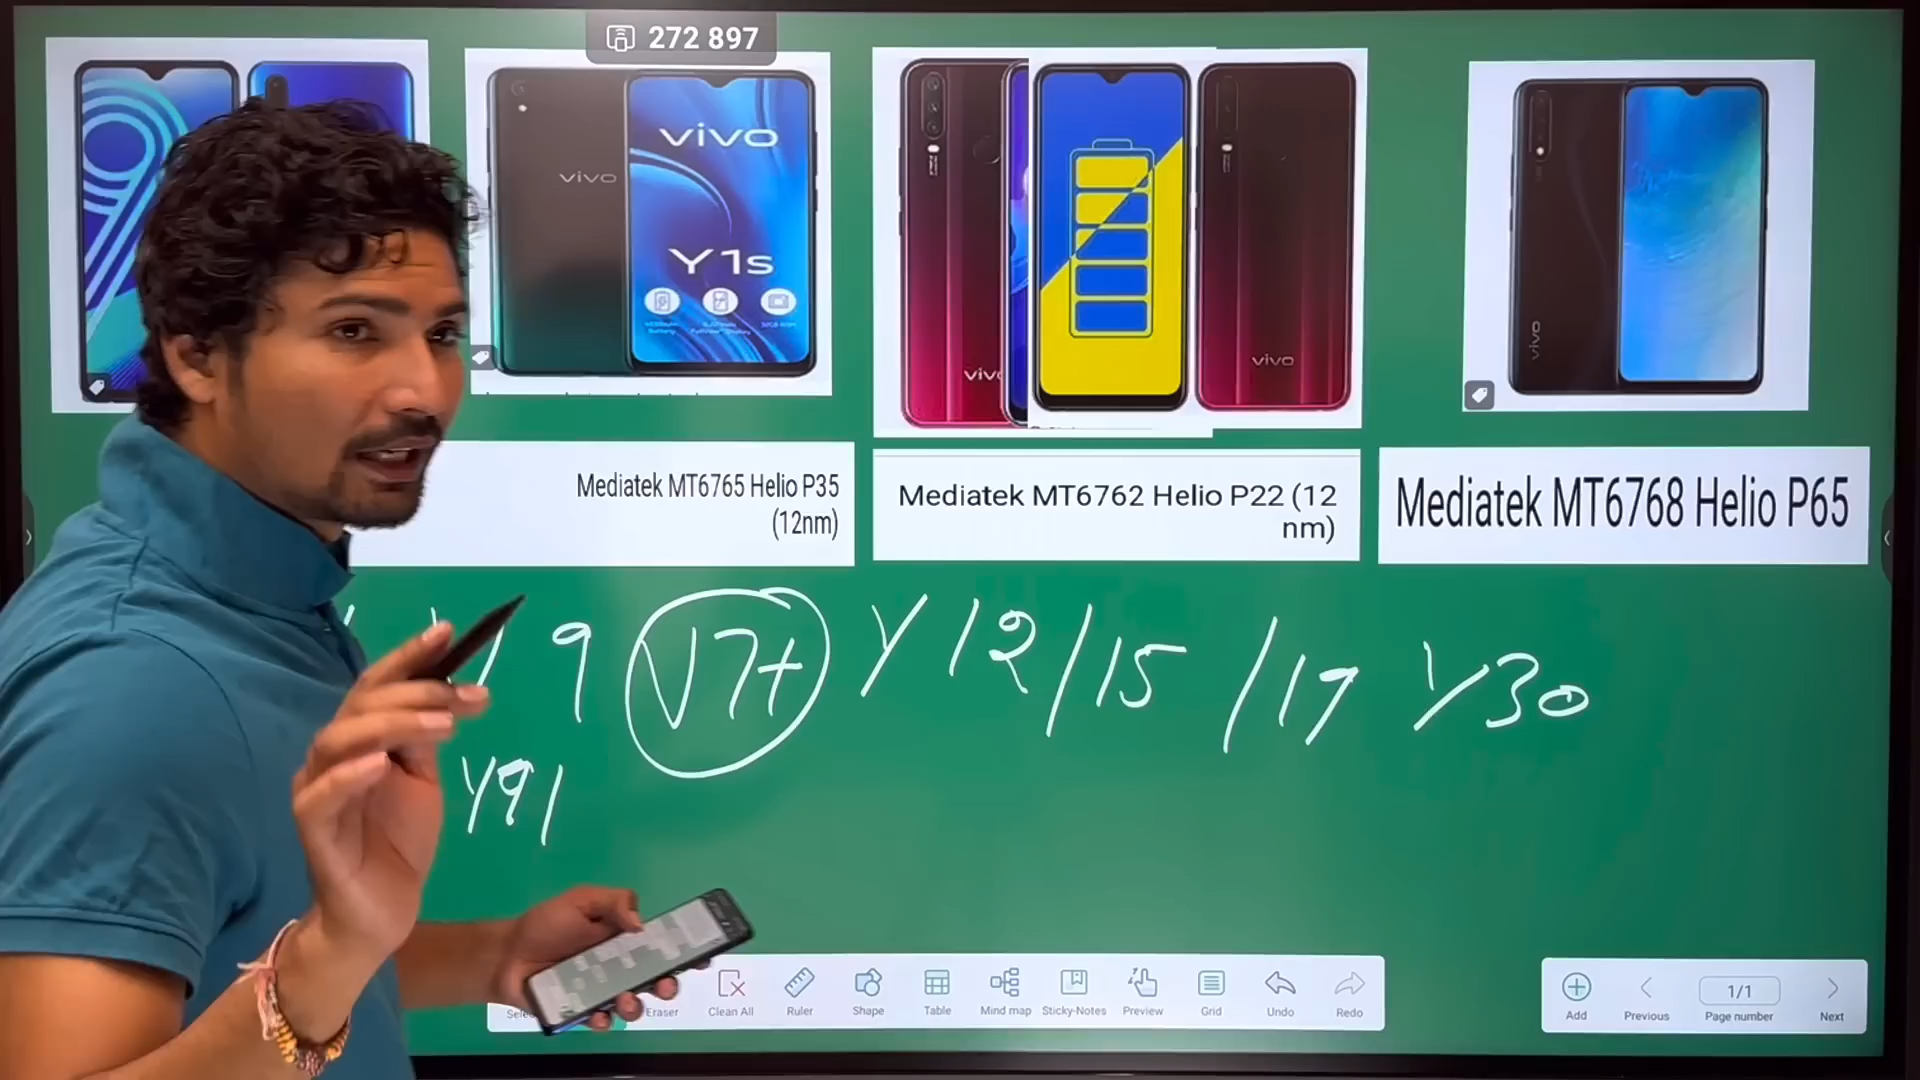 272 897
vivo
vivo
Y1s
vivo
vivo
vivo
Mediatek MT6765 Helio P35
(12nm)
Mediatek MT6762 Helio P22 (12
nm)
Mediatek MT6768 Helio P65
9 V7+ Y12/15/17 Y30
Y91
Eraser Clean All Ruler Shape Table Mind map Sticky-Notes Preview Grid Undo Redo
1/1
Add Previous Page number Next